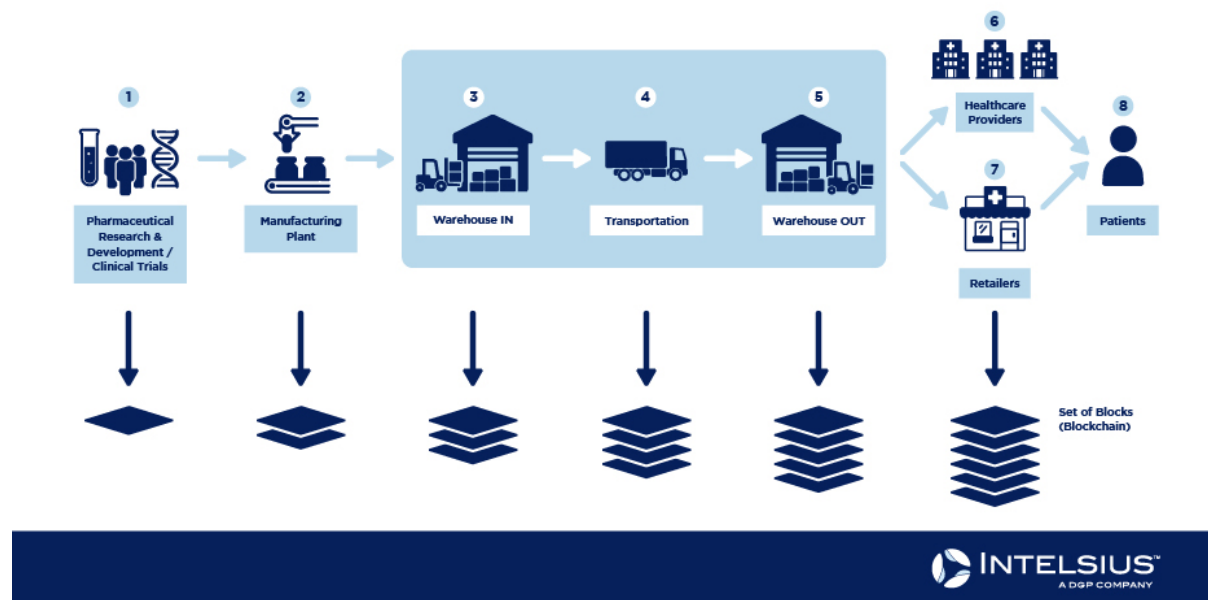 1
Pharmaceutical
Research &
Development /
Clinical Trials
2
Manufacturing
Plant
3
Warehouse IN
4
Transportation
5
Warehouse OUT
6
Healthcare
Providers
7
Retailers
8
Patients
Set of Blocks
(Blockchain)
INTELSIUS™
A DGP COMPANY